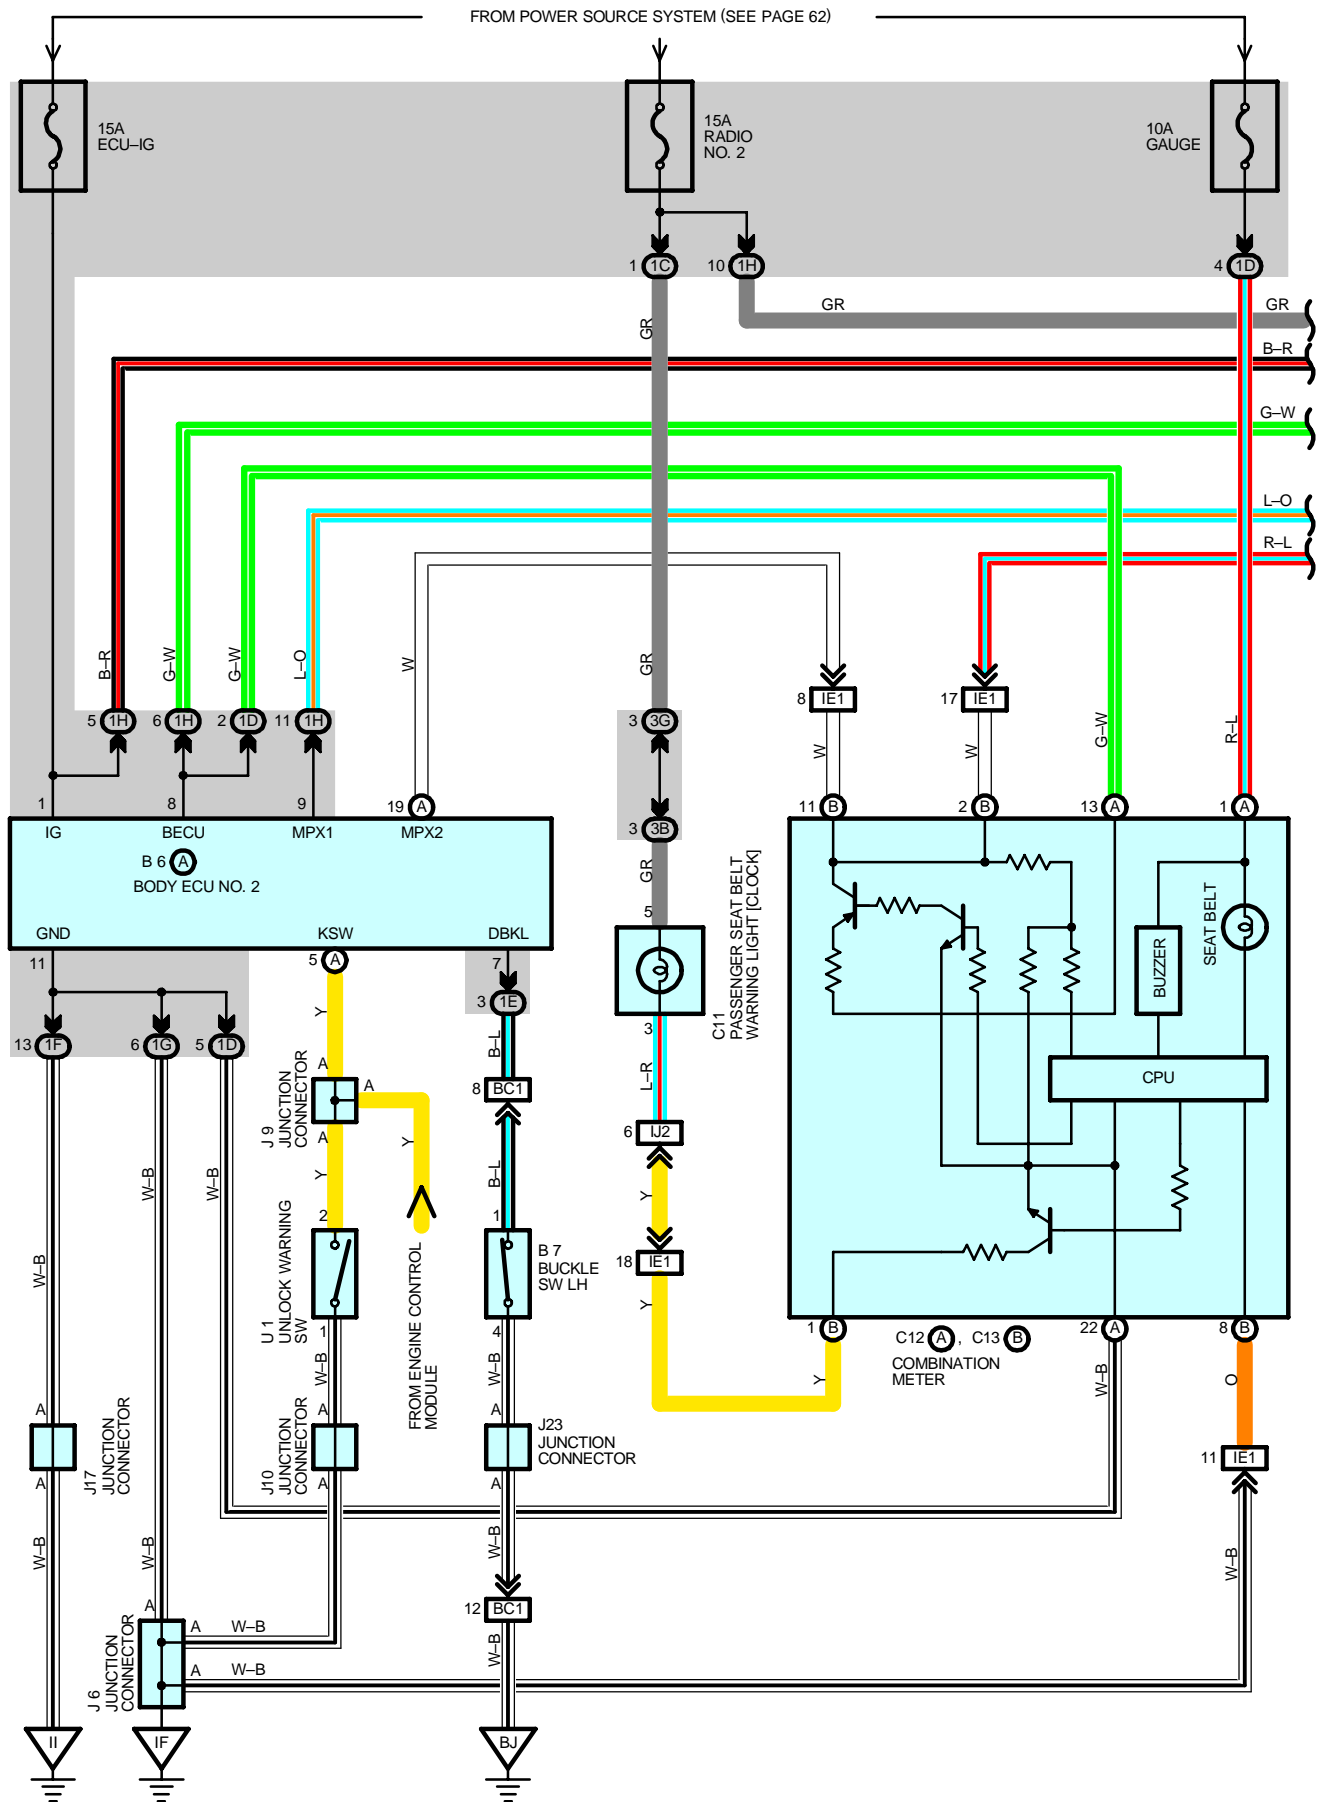 FROM POWER SOURCE SYSTEM (SEE PAGE 62)
15A
ECU–IG
15A
RADIO
NO. 2
10A
GAUGE
1 1C
10 1H
4 1D
GR
GR
GR
B–R
G–W
L–O
R–L
B–R
G–W
G–W
L–O
W
GR
G–W
R–L
5 1H
6 1H
2 1D
11 1H
3 3G
8 IE1
17 IE1
W
W
1
8
9
19 A
3 3B
11 B
2 B
13 A
1 A
IG
BECU
MPX1
MPX2
B 6 A
BODY ECU NO. 2
GND
KSW
DBKL
GR
5
C11
PASSENGER SEAT BELT
WARNING LIGHT [CLOCK]
3
BUZZER
SEAT BELT
CPU
11
5 A
7
3 1E
13 1F
6 1G
5 1D
Y
B–L
L–R
A
A
A
J 9
JUNCTION
CONNECTOR
8 BC1
6 IJ2
Y
Y
B–L
Y
W–B
W–B
W–B
2
1
U 1
UNLOCK WARNING
SW
1
FROM ENGINE CONTROL
MODULE
B 7
BUCKLE
SW LH
4
18 IE1
Y
Y
1 B
C12 A , C13 B
COMBINATION
METER
22 A
8 B
W–B
W–B
W–B
W–B
O
A
A
J17
JUNCTION
CONNECTOR
A
A
J10
JUNCTION
CONNECTOR
A
A
J23
JUNCTION
CONNECTOR
11 IE1
W–B
W–B
W–B
W–B
12 BC1
W–B
A
A W–B
A W–B
J 6
JUNCTION
CONNECTOR
II
IF
BJ